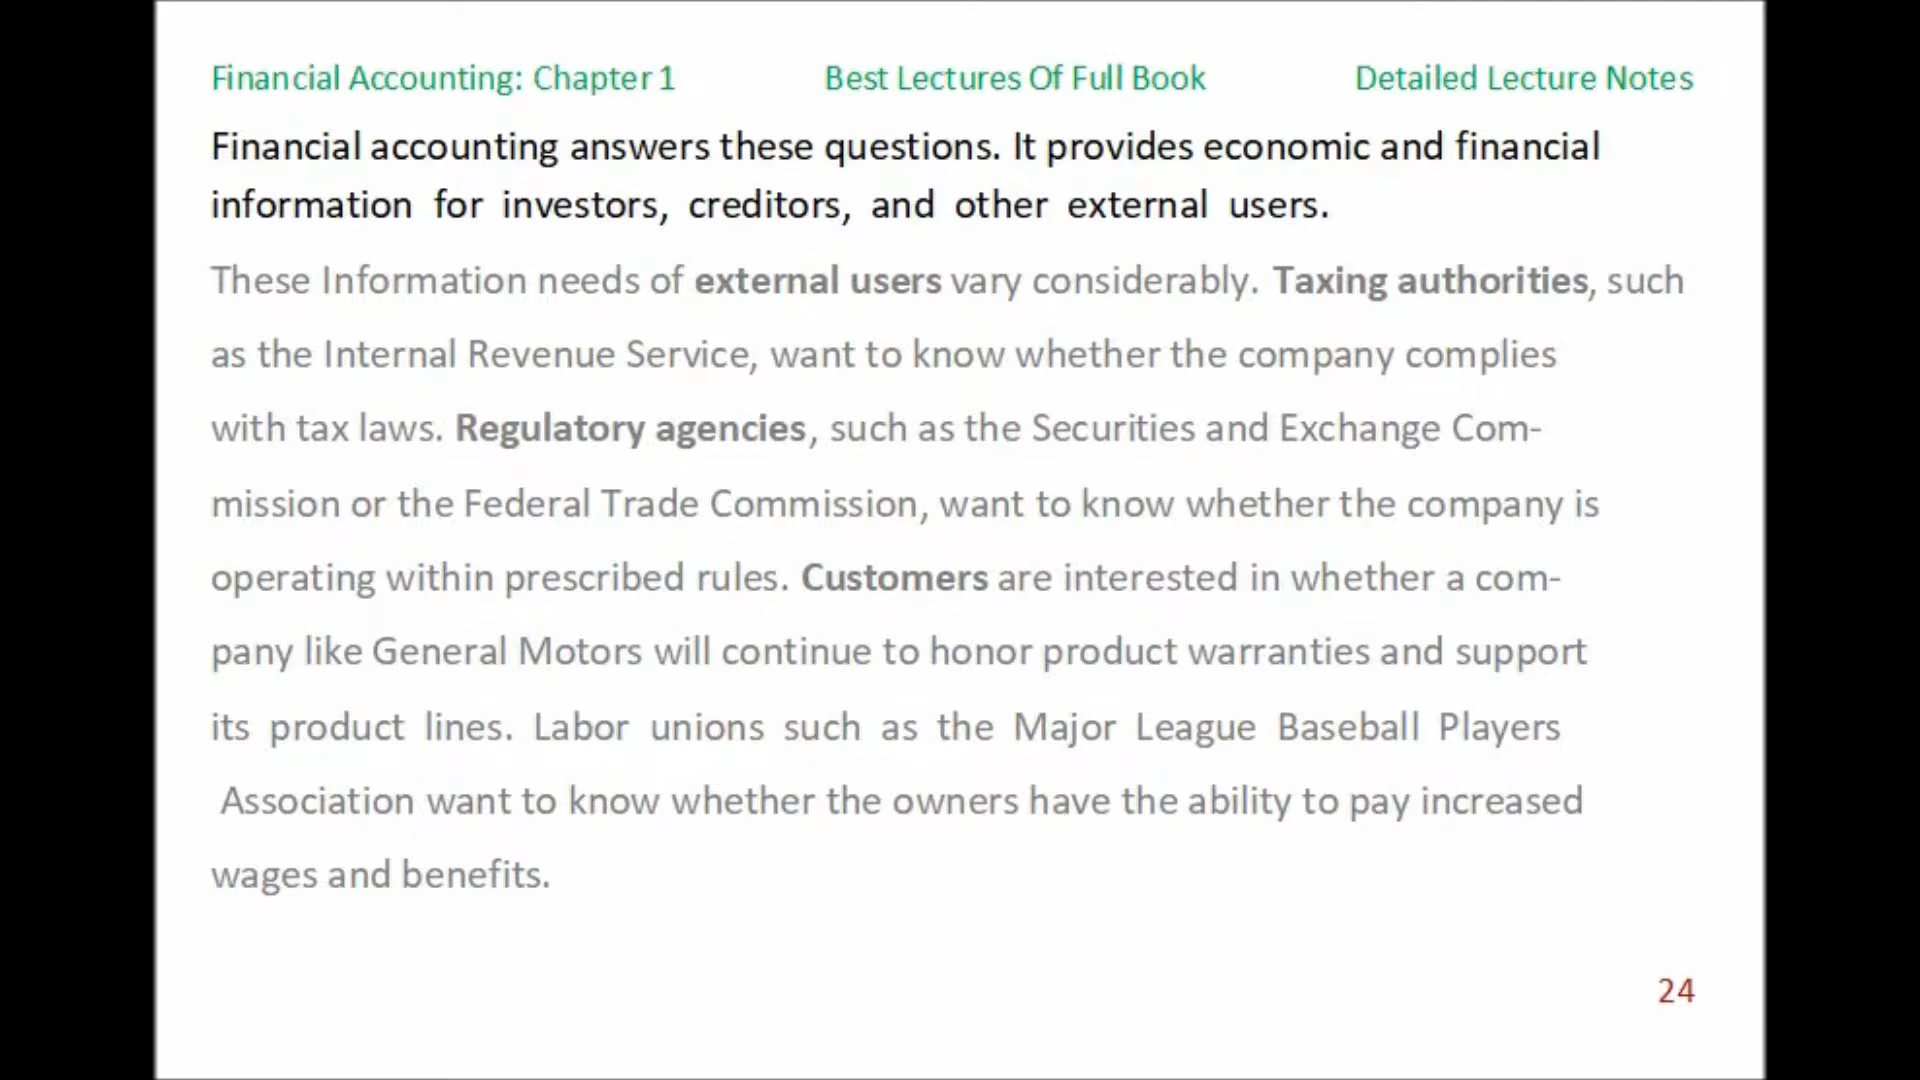 Financial Accounting: Chapter 1 Best Lectures Of Full Book Detailed Lecture Notes
Financial accounting answers these questions. It provides economic and financial
information for investors, creditors, and other external users.
These Information needs of external users vary considerably. Taxing authorities, such
as the Internal Revenue Service, want to know whether the company complies
with tax laws. Regulatory agencies, such as the Securities and Exchange Com-
mission or the Federal Trade Commission, want to know whether the company is
operating within prescribed rules. Customers are interested in whether a com-
pany like General Motors will continue to honor product warranties and support
its product lines. Labor unions such as the Major League Baseball Players
Association want to know whether the owners have the ability to pay increased
wages and benefits.
24